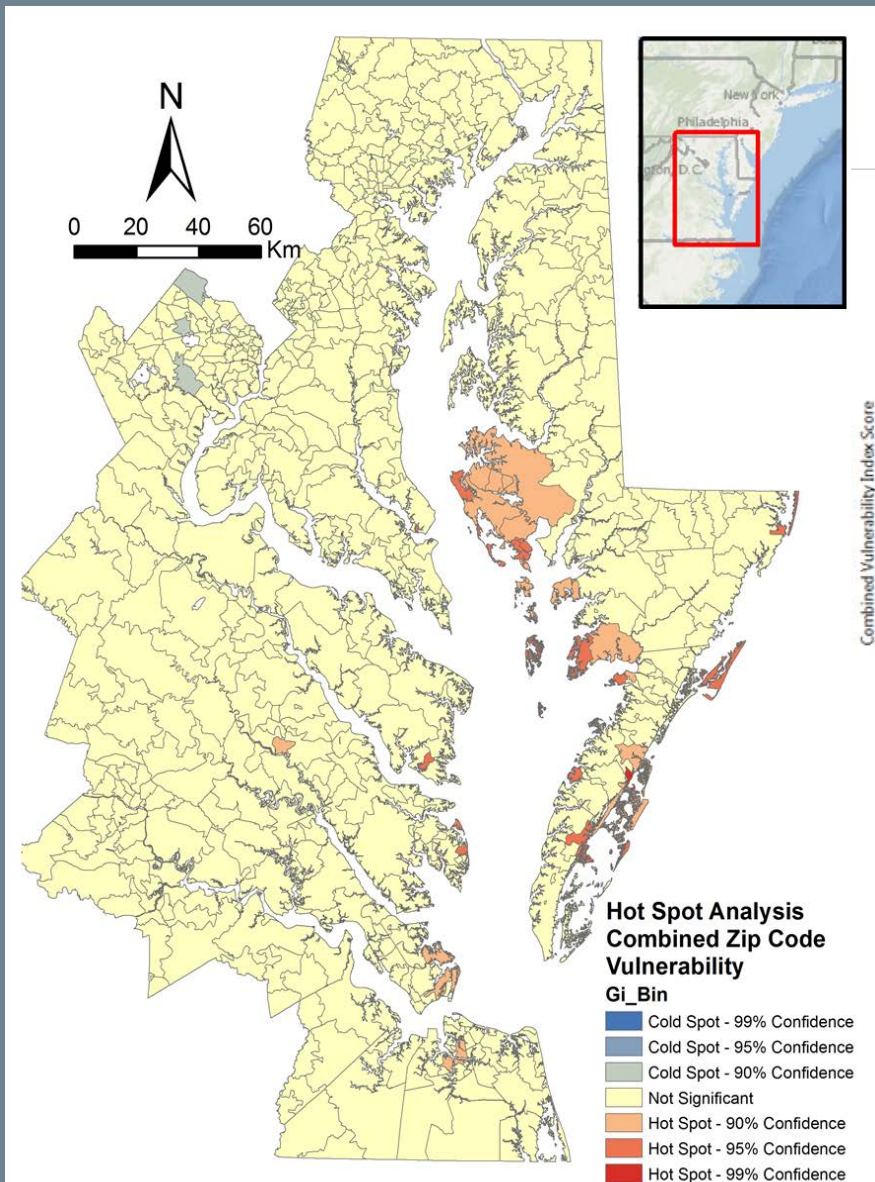 N
0 20 40 60
Km
New York
Philadelphia
D.C.
Combined Vulnerability Index Score
Hot Spot Analysis
Combined Zip Code
Vulnerability
Gi_Bin
Cold Spot - 99% Confidence
Cold Spot - 95% Confidence
Cold Spot - 90% Confidence
Not Significant
Hot Spot - 90% Confidence
Hot Spot - 95% Confidence
Hot Spot - 99% Confidence